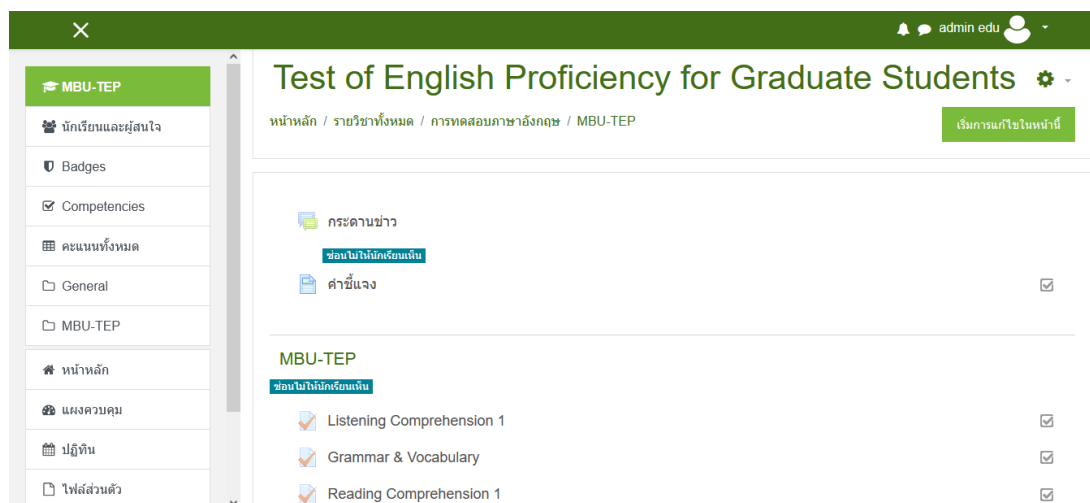 admin edu
MBU-TEP
นักเรียนและผู้สนใจ
Badges
Competencies
คะแนนทั้งหมด
General
MBU-TEP
หน้าหลัก
แผงควบคุม
ปฏิทิน
ไฟล์ส่วนตัว
Test of English Proficiency for Graduate Students
หน้าหลัก / รายวิชาทั้งหมด / การทดสอบภาษาอังกฤษ / MBU-TEP
เริ่มการแก้ไขในหน้านี้
กระดานข่าว
ซ่อนไม่ให้นักเรียนเห็น
คำชี้แจง
MBU-TEP
ซ่อนไม่ให้นักเรียนเห็น
Listening Comprehension 1
Grammar & Vocabulary
Reading Comprehension 1